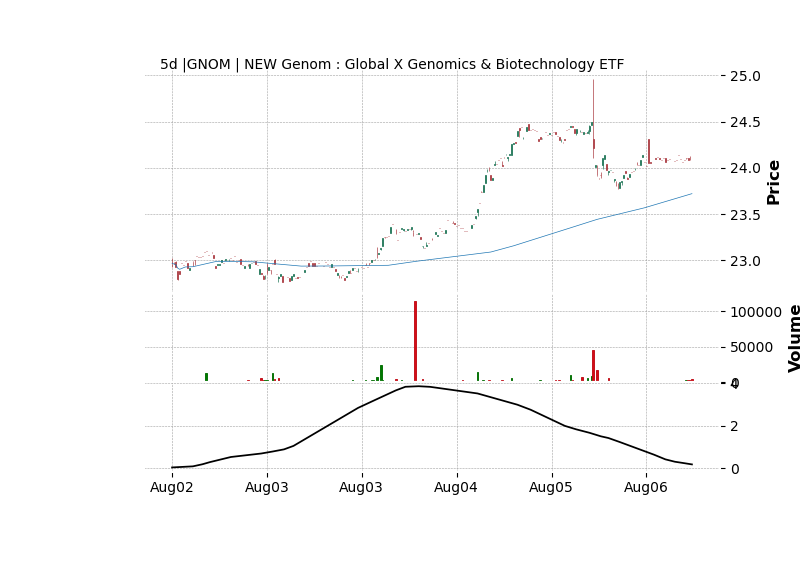 5d |GNOM | NEW Genom : Global X Genomics & Biotechnology ETF
25.0
24.5
24.0
23.5
23.0
Price
100000
50000
0
Volume
4
2
0
Aug02 Aug03 Aug03 Aug04 Aug05 Aug06